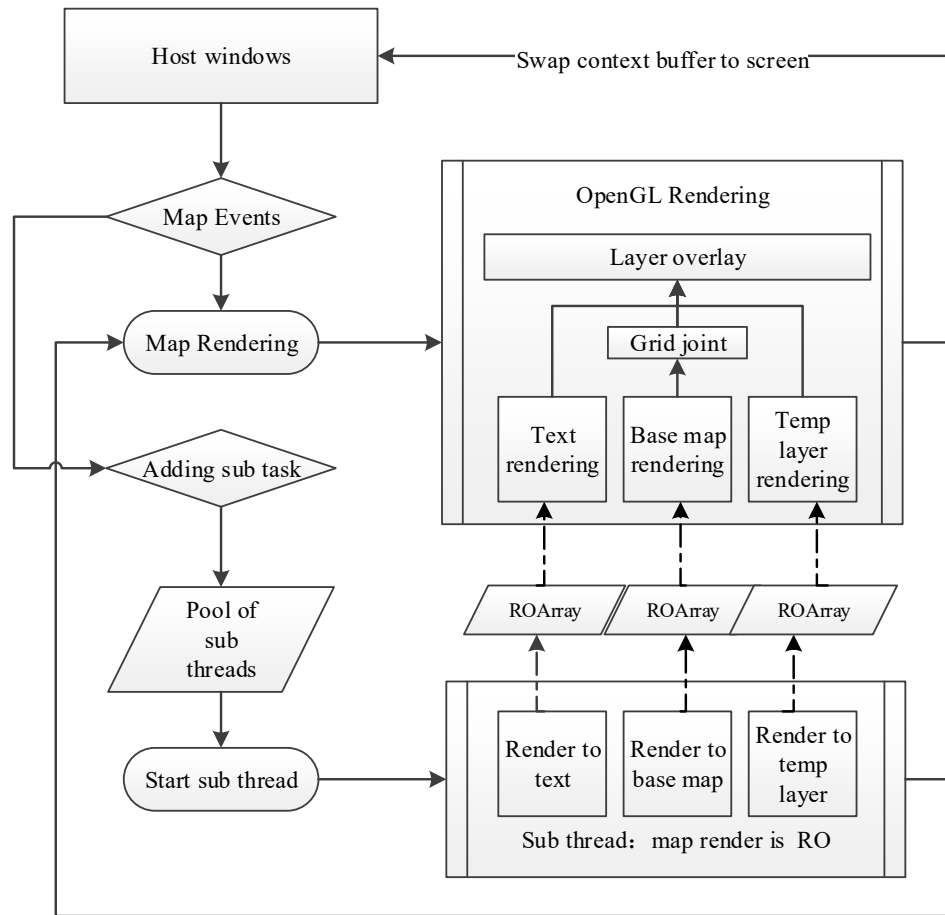 Host windows
Swap context buffer to screen
Map Events
OpenGL Rendering
Layer overlay
Map Rendering
Grid joint
Text
rendering
Base map
rendering
Temp
layer
rendering
Adding sub task
Pool of
sub
threads
ROArray
ROArray
ROArray
Start sub thread
Render to
text
Render to
base map
Render to
temp
layer
Sub thread：map render is RO